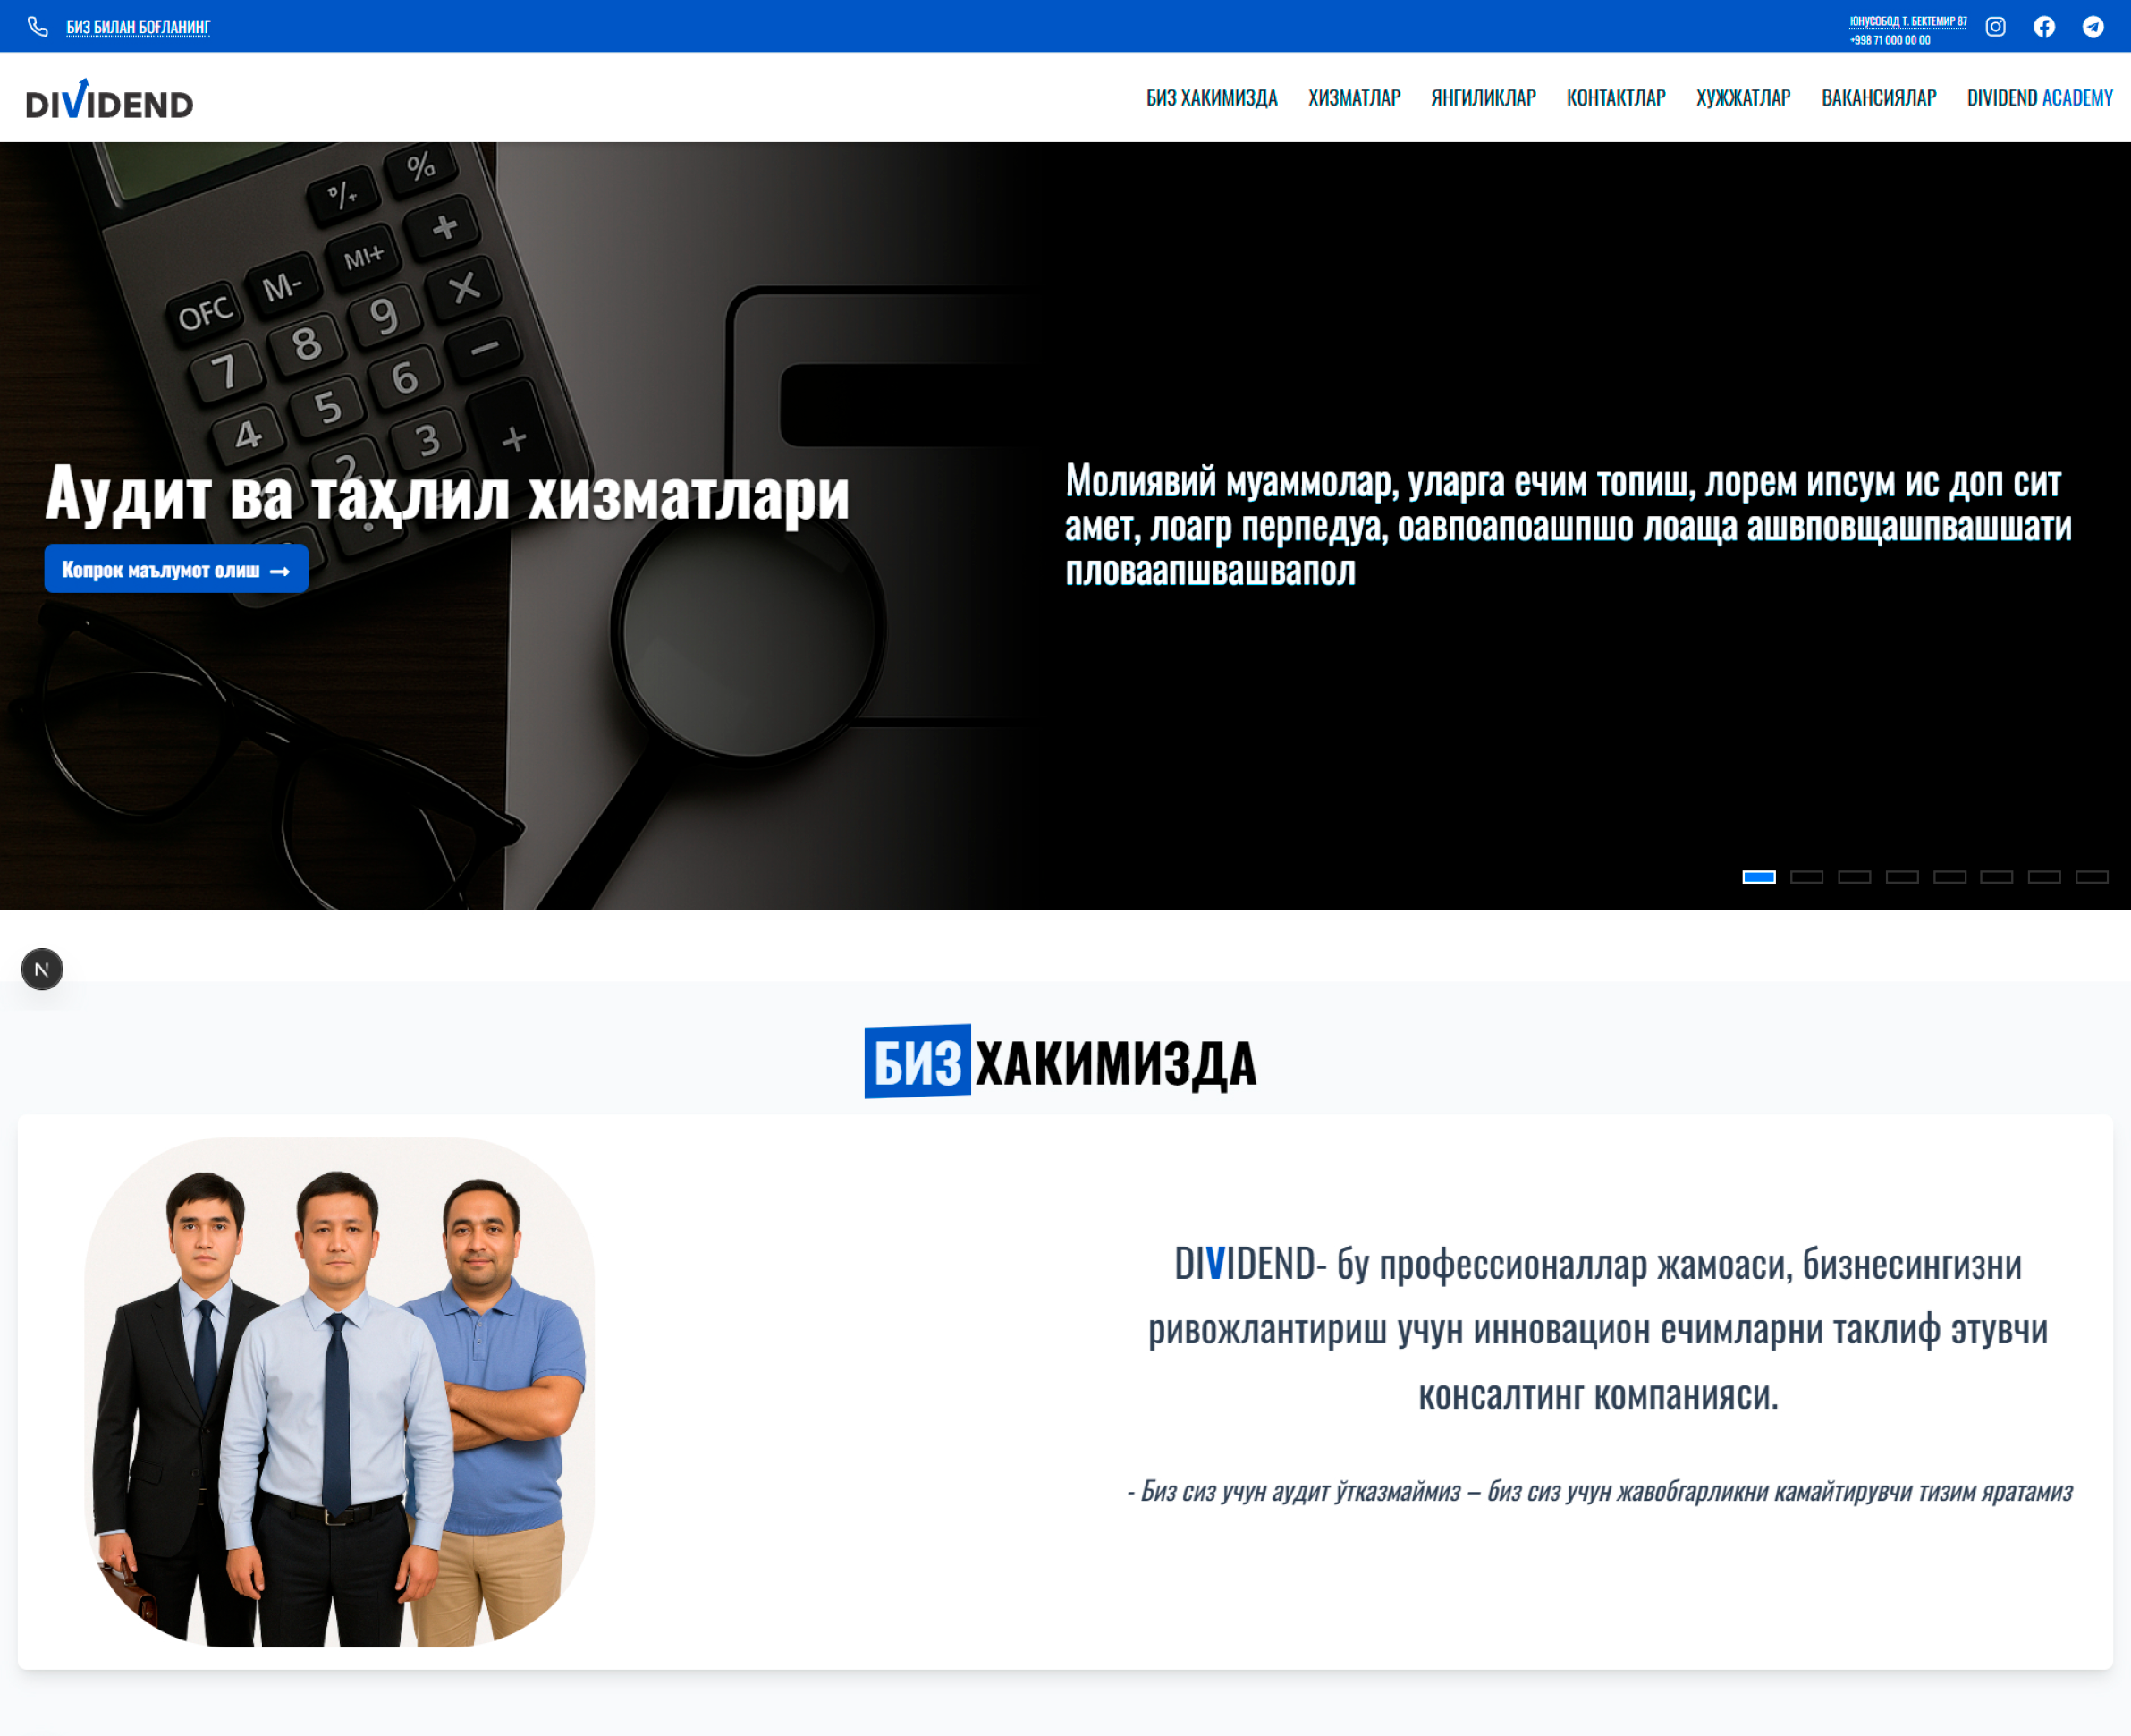 БИЗ БИЛАН БОҒЛАНИНГ
ЮНУСОБОД Т. БЕКТЕМИР 87
+998 71 000 00 00
DIVIDEND
БИЗ ХАКИМИЗДА ХИЗМАТЛАР ЯНГИЛИКЛАР КОНТАКТЛАР ХУЖЖАТЛАР ВАКАНСИЯЛАР DIVIDEND ACADEMY
%
OFC M- MI+ +
7 8 9 ×
4 5 6 −
2 3 +
Аудит ва таҳлил хизматлари
Копрок маълумот олиш →
Молиявий муаммолар, уларга ечим топиш, лорем ипсум ис доп сит
амет, лоагр перпедуа, оавпоапоашпшо лоаща ашвповщашпвашшати
пловаапшвашвапол
N
БИЗ ХАКИМИЗДА
DIVIDEND- бу профессионаллар жамоаси, бизнесингизни
ривожлантириш учун инновацион ечимларни таклиф этувчи
консалтинг компанияси.
- Биз сиз учун аудит ўтказмаймиз – биз сиз учун жавобгарликни камайтирувчи тизим яратамиз